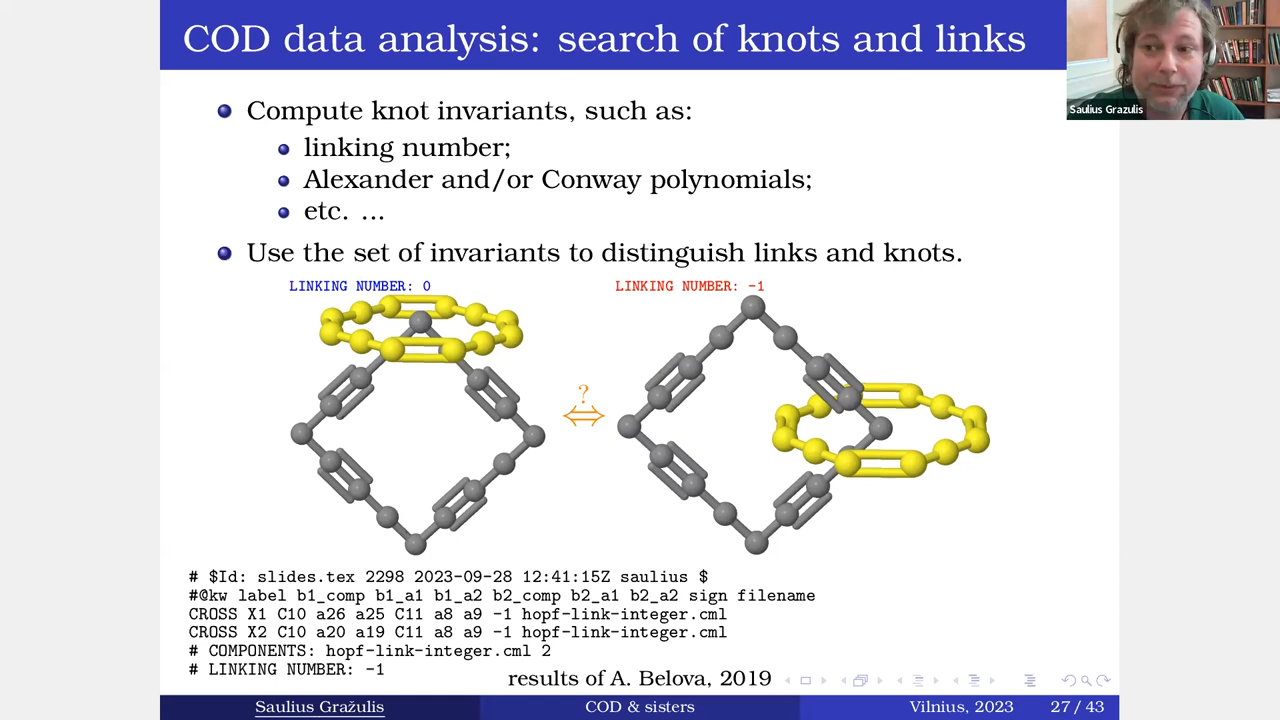 COD data analysis: search of knots and links
Saulius Grazulis
Compute knot invariants, such as:
linking number;
Alexander and/or Conway polynomials;
etc. ...
Use the set of invariants to distinguish links and knots.
LINKING NUMBER: 0
LINKING NUMBER: -1
?
# $Id: slides.tex 2298 2023-09-28 12:41:15Z saulius $
#@kw label b1_comp b1_a1 b1_a2 b2_comp b2_a1 b2_a2 sign filename
CROSS X1 C10 a26 a25 C11 a8 a9 -1 hopf-link-integer.cml
CROSS X2 C10 a20 a19 C11 a8 a9 -1 hopf-link-integer.cml
# COMPONENTS: hopf-link-integer.cml 2
# LINKING NUMBER: -1
results of A. Belova, 2019
Saulius Gražulis COD & sisters Vilnius, 2023 27 / 43